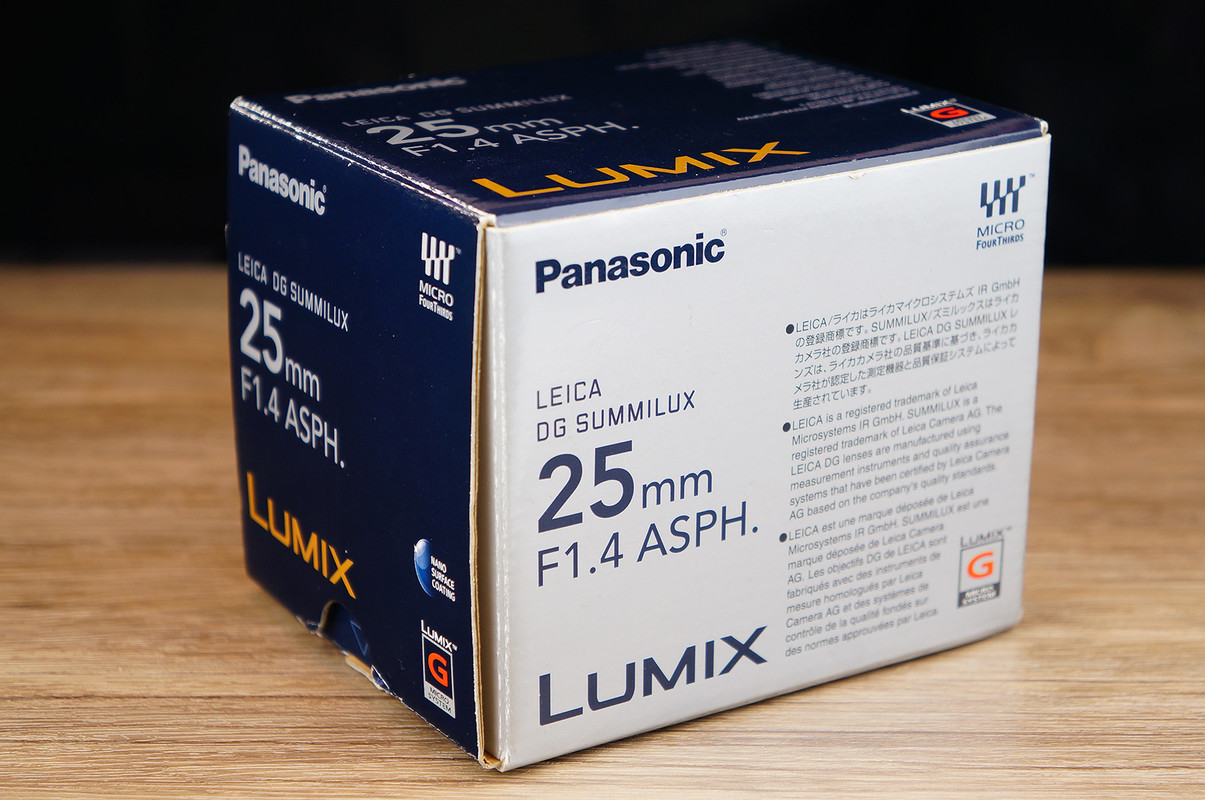 Panasonic
LEICA DG SUMMILUX
25mm
F1.4 ASPH.
LUMIX
LUMIX
G
Panasonic®
LEICA DG SUMMILUX
25mm
F1.4 ASPH.
LUMIX
MICRO
FOURTHIRDS
NANO
SURFACE
COATING
LUMIX
G
MICRO
SYSTEM
Panasonic®
LEICA
DG SUMMILUX
25mm
F1.4 ASPH.
LUMIX
MICRO
FOURTHIRDS
●LEICA/ライカはライカマイクロシステムズ IR GmbH
の登録商標です。SUMMILUX/ズミルックスはライカ
カメラ社の登録商標です。LEICA DG SUMMILUX レ
ンズは、ライカカメラ社の品質基準に基づき、ライカカ
メラ社が認定した測定機器と品質保証システムによって
生産されています。
●LEICA is a registered trademark of Leica
Microsystems IR GmbH. SUMMILUX is a
registered trademark of Leica Camera AG. The
LEICA DG lenses are manufactured using
measurement instruments and quality assurance
systems that have been certified by Leica Camera
AG based on the company's quality standards.
●LEICA est une marque déposée de Leica
Microsystems IR GmbH. SUMMILUX est une
marque déposée de Leica Camera
AG. Les objectifs DG de LEICA sont
fabriqués avec des instruments de
mesure homologués par Leica
Camera AG et des systèmes de
contrôle de la qualité fondés sur
des normes approuvées par Leica.
LUMIX
G
MICRO
SYSTEM